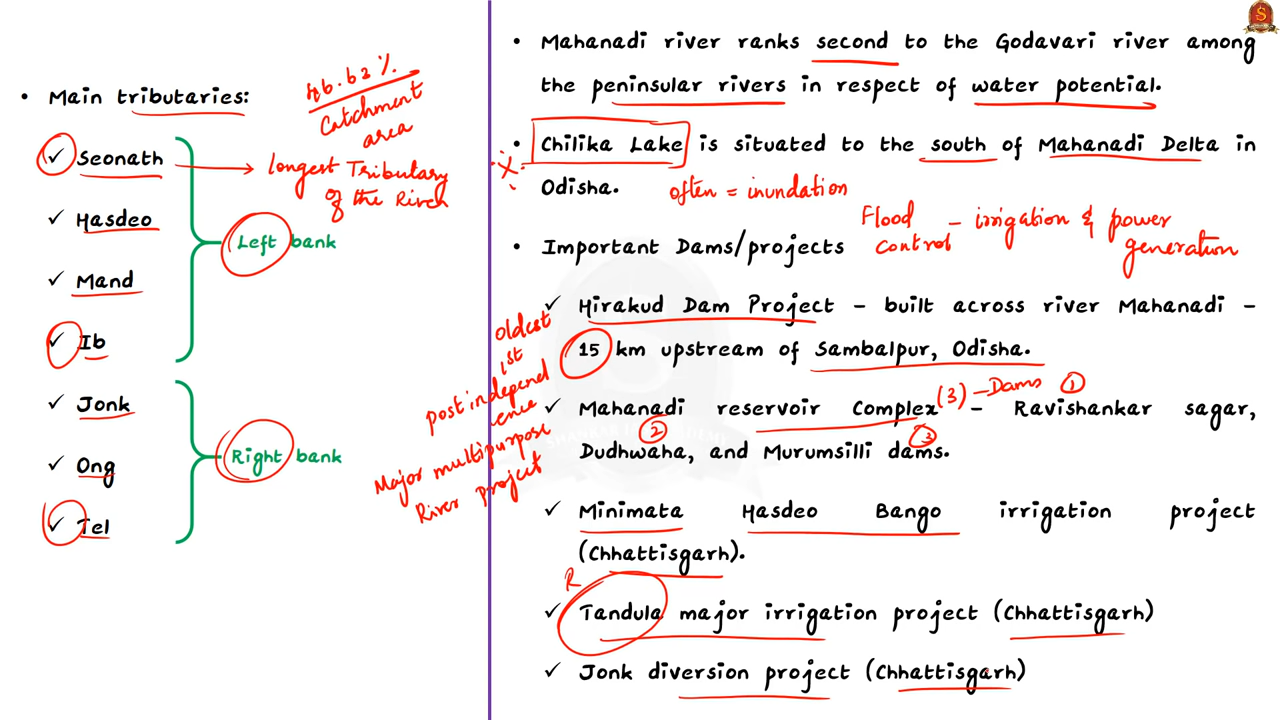 • Main tributaries:
46.62%
Catchment
area
✓ Seonath
longest Tributary
of the River
✓ Hasdeo
Left bank
✓ Mand
✓ Ib
✓ Jonk
Right bank
✓ Ong
✓ Tel
• Mahanadi river ranks second to the Godavari river among
the peninsular rivers in respect of water potential.
• Chilika Lake is situated to the south of Mahanadi Delta in
Odisha.
often = inundation
Flood control - irrigation & power
generation
• Important Dams/projects
✓ Hirakud Dam Project – built across river Mahanadi –
15 km upstream of Sambalpur, Odisha.
oldest
1st
post independ
ence
Major multipurpose
River project
✓ Mahanadi reservoir Complex – Ravishankar sagar,
(3) - Dams 1
Dudhwaha, and Murumsilli dams.
2 3
✓ Minimata Hasdeo Bango irrigation project
(Chhattisgarh).
R
✓ Tandula major irrigation project (Chhattisgarh)
✓ Jonk diversion project (Chhattisgarh)